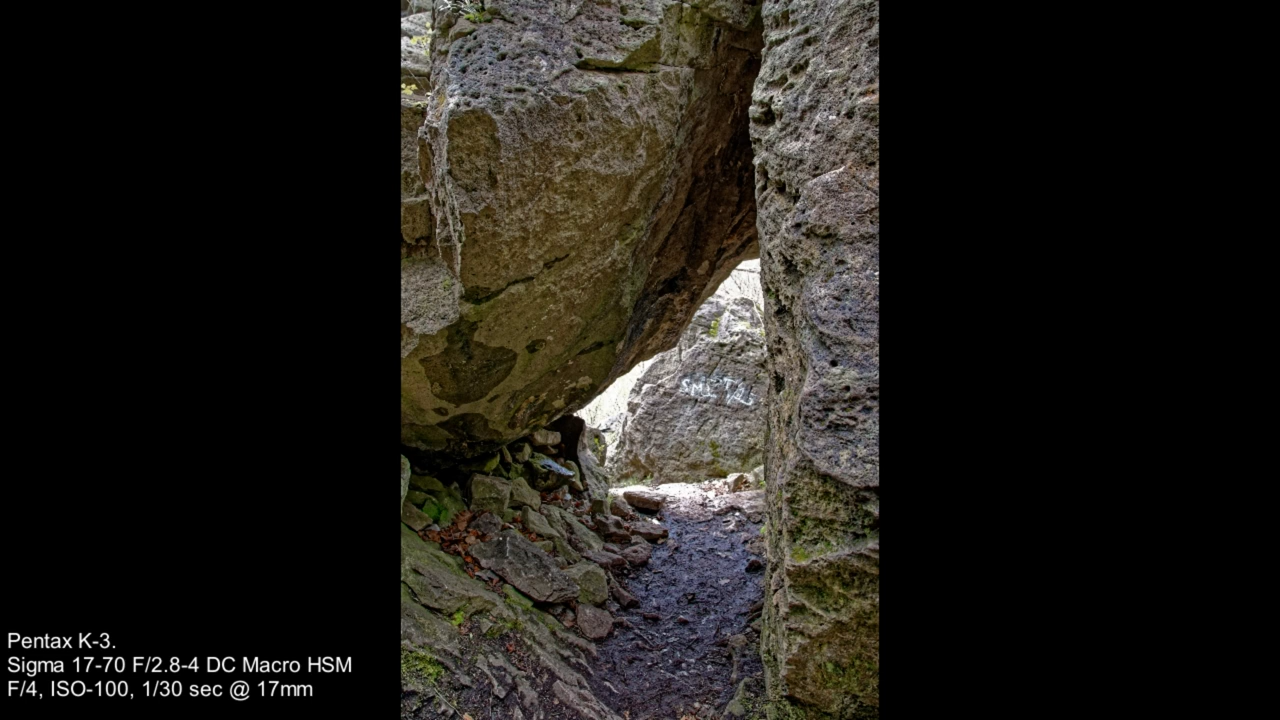 Pentax K-3.
Sigma 17-70 F/2.8-4 DC Macro HSM
F/4, ISO-100, 1/30 sec @ 17mm